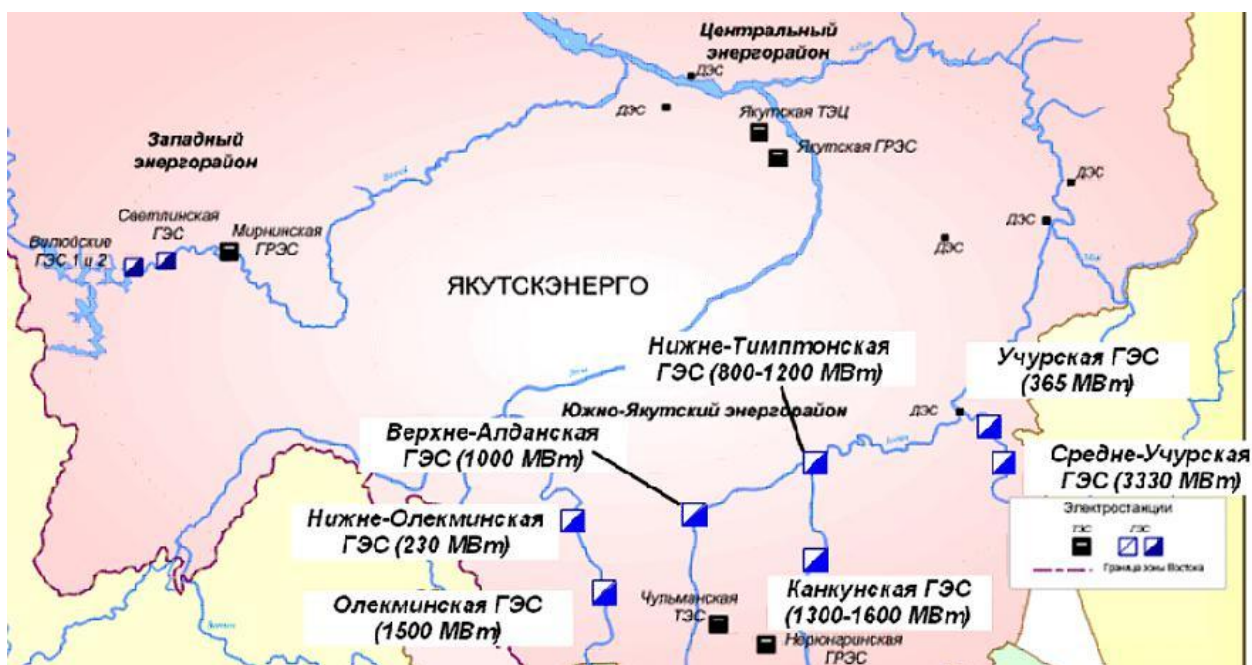 Центральный
энергорайон
ДЭС
ДЭС
Якутская ТЭЦ
Якутская ГРЭС
Западный
энергорайон
ДЭС
Светлинская
ГЭС
Мирнинская
ГРЭС
ДЭС
Вилюйские
ГЭС 1 и 2
ДЭС
ЯКУТСКЭНЕРГО
Нижне-Тимптонская
ГЭС (800-1200 МВт)
Учурская ГЭС
(365 МВт)
Южно-Якутский энергорайон
ДЭС
Верхне-Алданская
ГЭС (1000 МВт)
Средне-Учурская
ГЭС (3330 МВт)
Нижне-Олекминская
ГЭС (230 МВт)
Электростанции
ТЭС ГЭС
Граница зоны Востока
Олекминская ГЭС
(1500 МВт)
Чульманская
ТЭС
Канкунская ГЭС
(1300-1600 МВт)
Нерюнгринская
ГРЭС